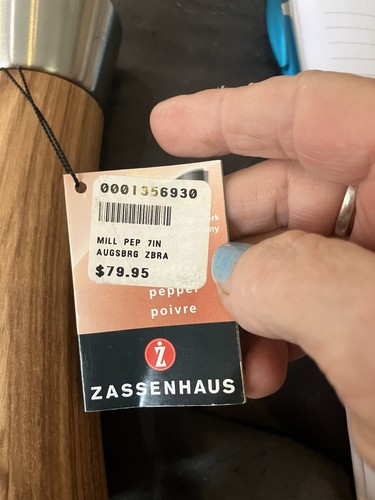 0001356930
MILL PEP 7IN
AUGSBRG ZBRA
$79.95
pepper
poivre
Z
ZASSENHAUS